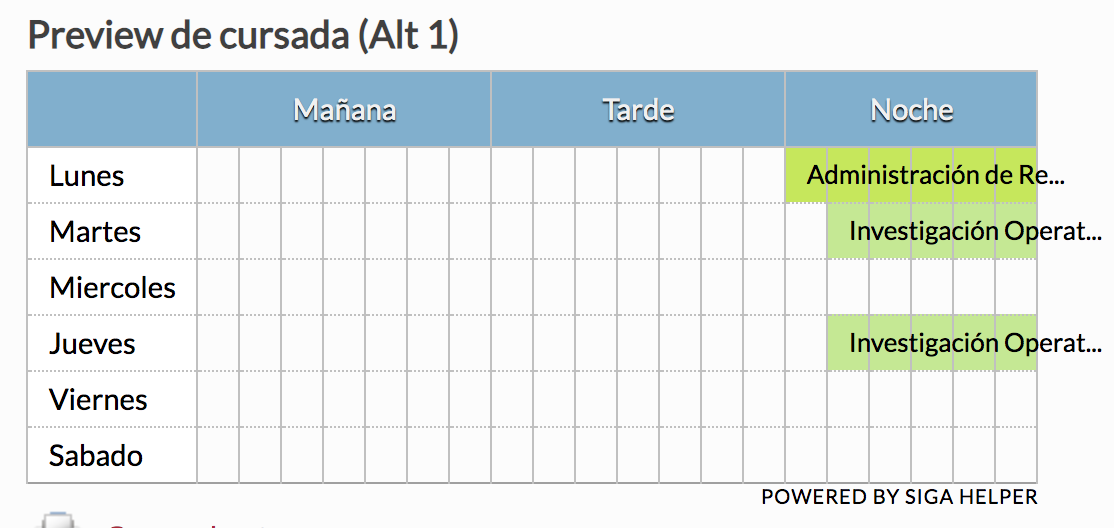 Preview de cursada (Alt 1)
Mañana Tarde Noche
Lunes Administración de Re...
Martes Investigación Operat...
Miercoles
Jueves Investigación Operat...
Viernes
Sabado
POWERED BY SIGA HELPER